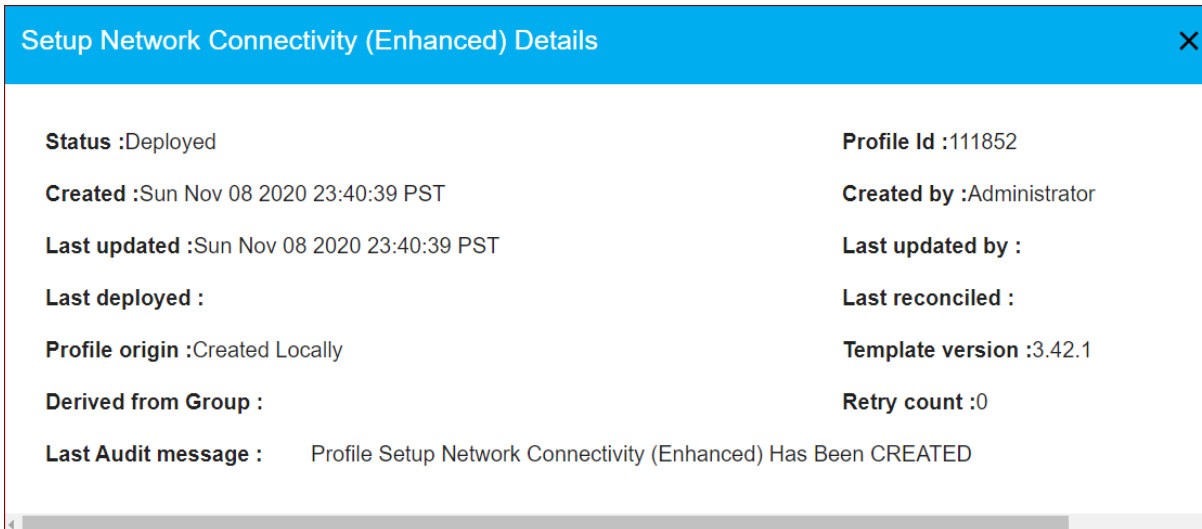 Setup Network Connectivity (Enhanced) Details
Status :Deployed Profile Id :111852
Created :Sun Nov 08 2020 23:40:39 PST Created by :Administrator
Last updated :Sun Nov 08 2020 23:40:39 PST Last updated by :
Last deployed : Last reconciled :
Profile origin :Created Locally Template version :3.42.1
Derived from Group : Retry count :0
Last Audit message : Profile Setup Network Connectivity (Enhanced) Has Been CREATED